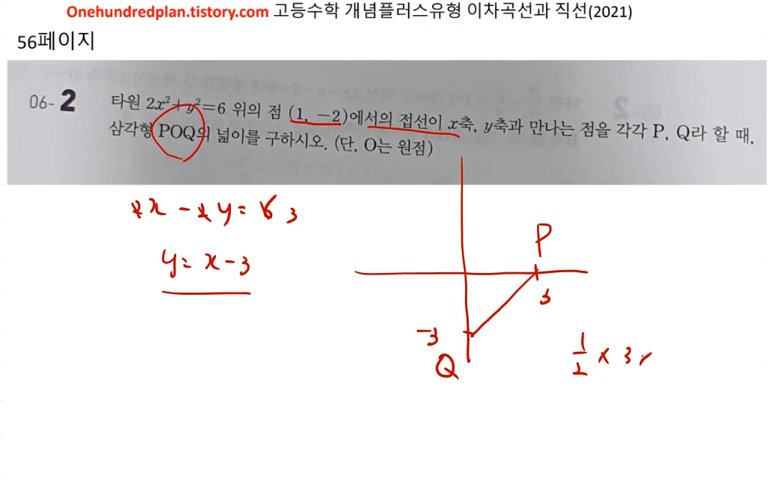 Onehundredplan.tistory.com 고등수학 개념플러스유형 이차곡선과 직선(2021)
56페이지
06-2 타원 2x²+y²=6 위의 점 (1, −2)에서의 접선이 x축, y축과 만나는 점을 각각 P, Q라 할 때,
삼각형 POQ의 넓이를 구하시오. (단, O는 원점)
2x - 2y = 6 3
y = x - 3
P
3
-3
Q
1/2 × 3 ×